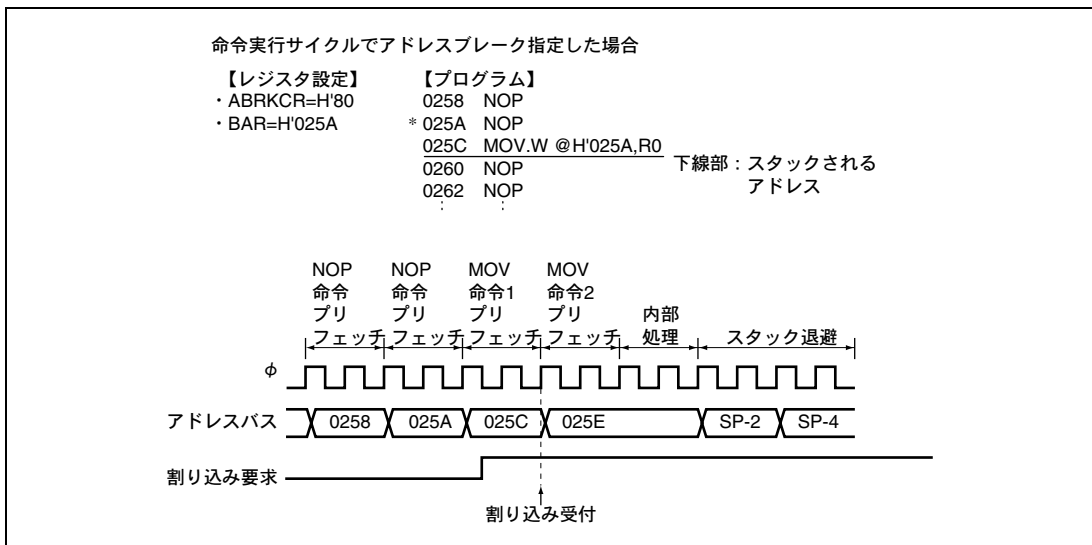 命令実行サイクルでアドレスブレーク指定した場合
【レジスタ設定】 【プログラム】
・ABRKCR=H'80 0258 NOP
・BAR=H'025A * 025A NOP
025C MOV.W @H'025A,R0
0260 NOP
0262 NOP
下線部：スタックされる
アドレス
NOP NOP MOV MOV
命令 命令 命令1 命令2
プリ プリ プリ プリ 内部
フェッチ フェッチ フェッチ フェッチ 処理 スタック退避
φ
アドレスバス 0258 025A 025C 025E SP-2 SP-4
割り込み要求
割り込み受付